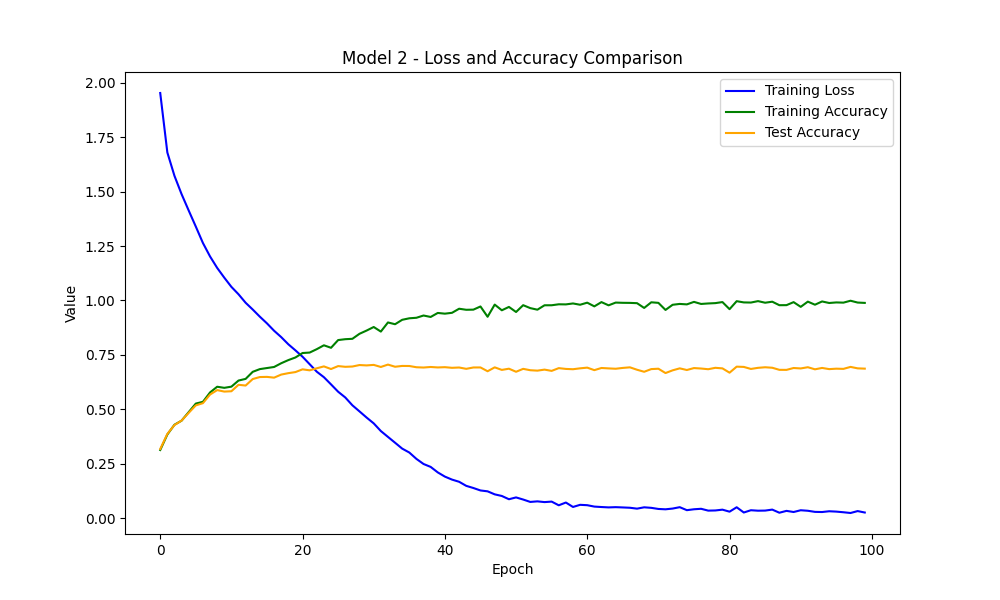 Model 2 - Loss and Accuracy Comparison
Training Loss
Training Accuracy
Test Accuracy
Value
2.00
1.75
1.50
1.25
1.00
0.75
0.50
0.25
0.00
0 20 40 60 80 100
Epoch